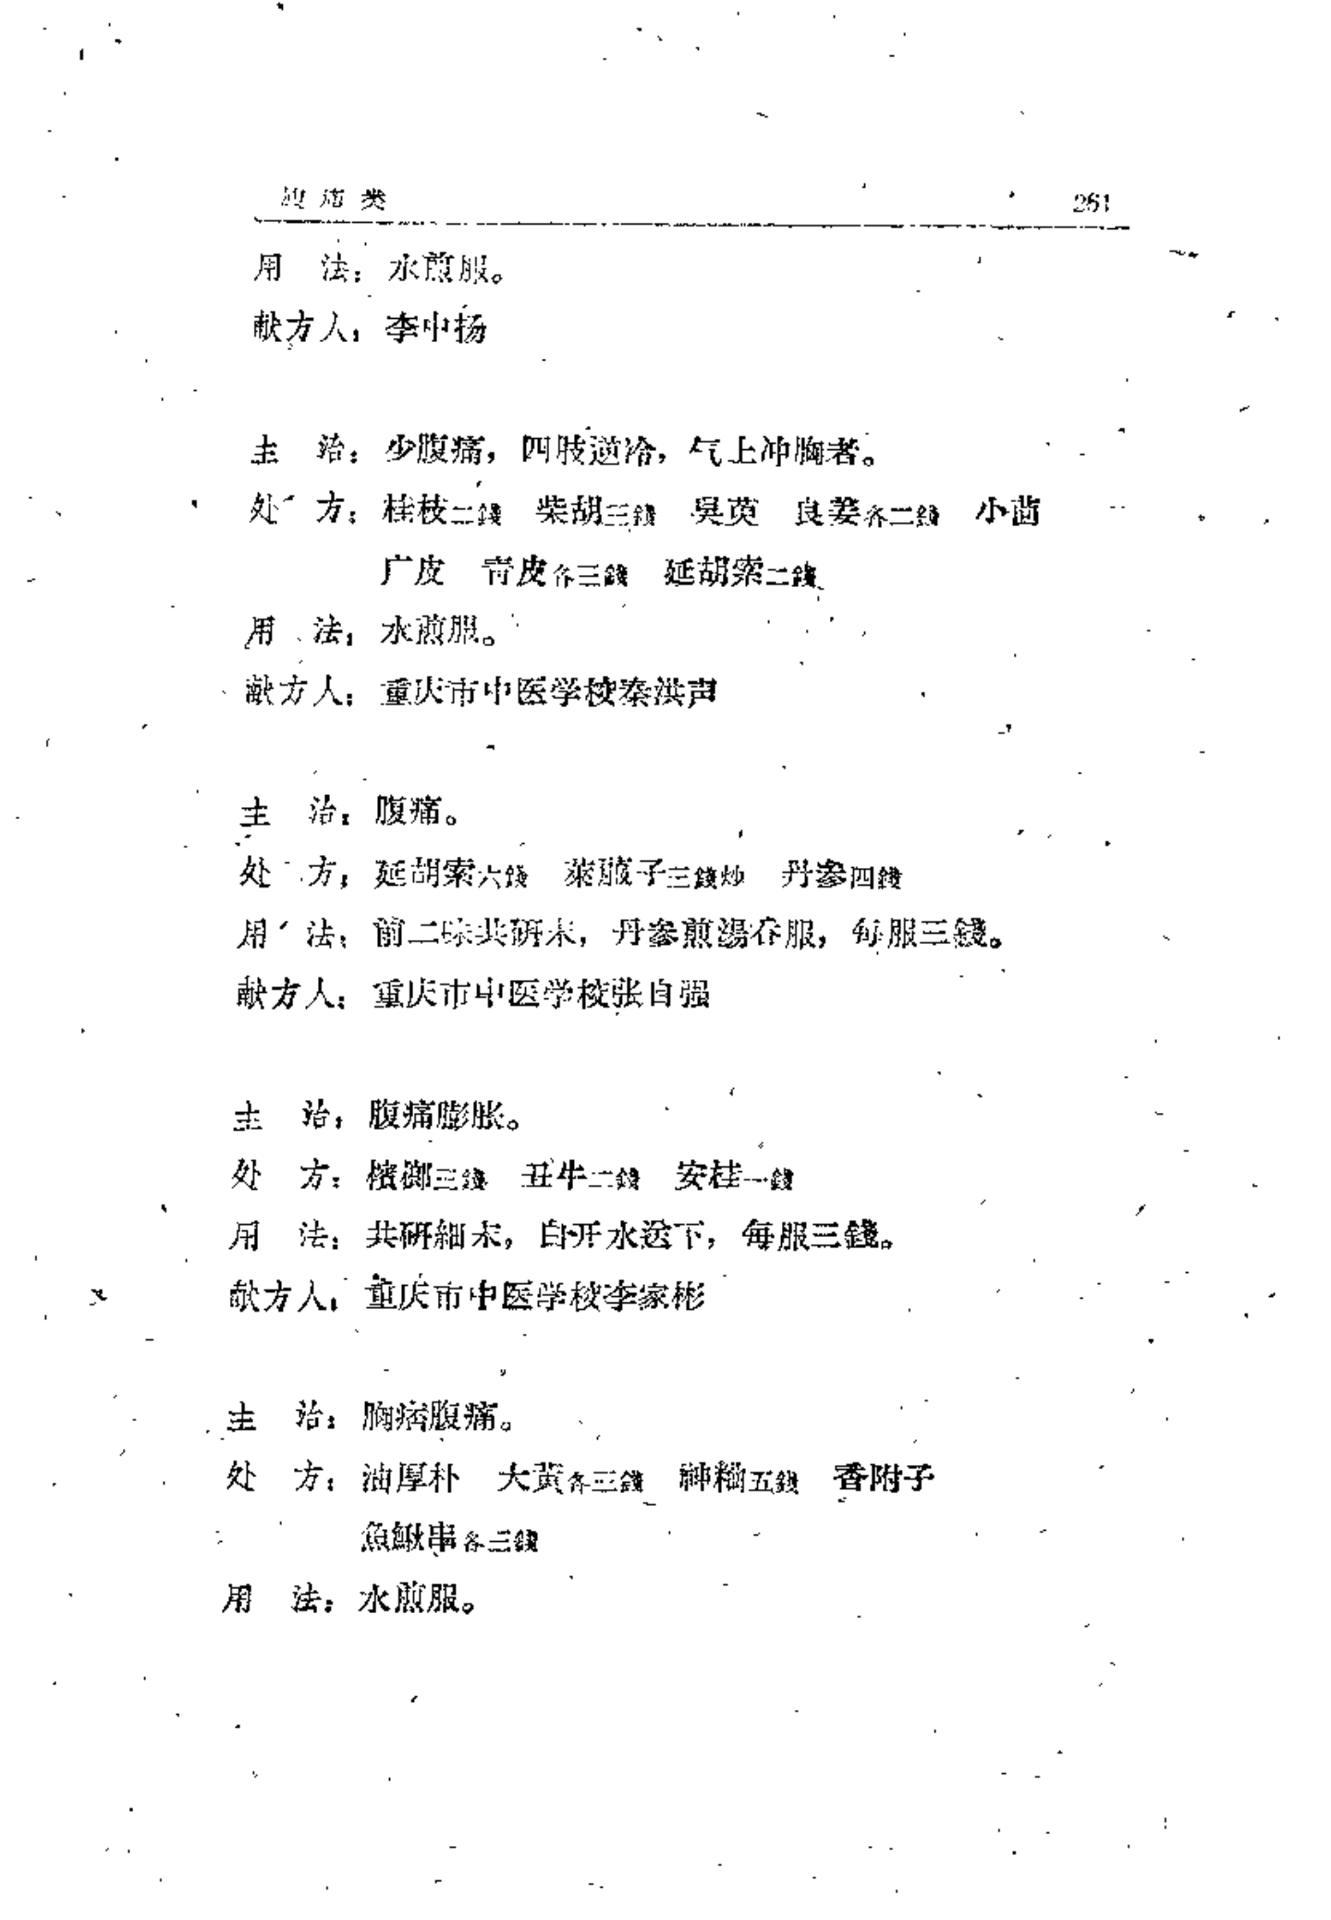 腹痛类 261
用　法：水煎服。
献方人：李中扬
主　治：少腹痛，四肢逆冷，气上冲胸者。
处　方：桂枝二錢　柴胡三錢　吳萸　良姜各二錢　小茴
广皮　青皮各三錢　延胡索二錢
用　法：水煎服。
献方人：重庆市中医学校秦洪声
主　治：腹痛。
处　方：延胡索六錢　萊菔子三錢炒　丹参四錢
用　法：前二味共研末，丹参煎湯吞服，每服三錢。
献方人：重庆市中医学校张自强
主　治：腹痛膨胀。
处　方：檳榔三錢　丑牛二錢　安桂一錢
用　法：共研細末，白开水送下，每服三錢。
献方人：重庆市中医学校李家彬
主　治：胸痞腹痛。
处　方：油厚朴　大黄各三錢　神粬五錢　香附子
魚鰍串各三錢
用　法：水煎服。